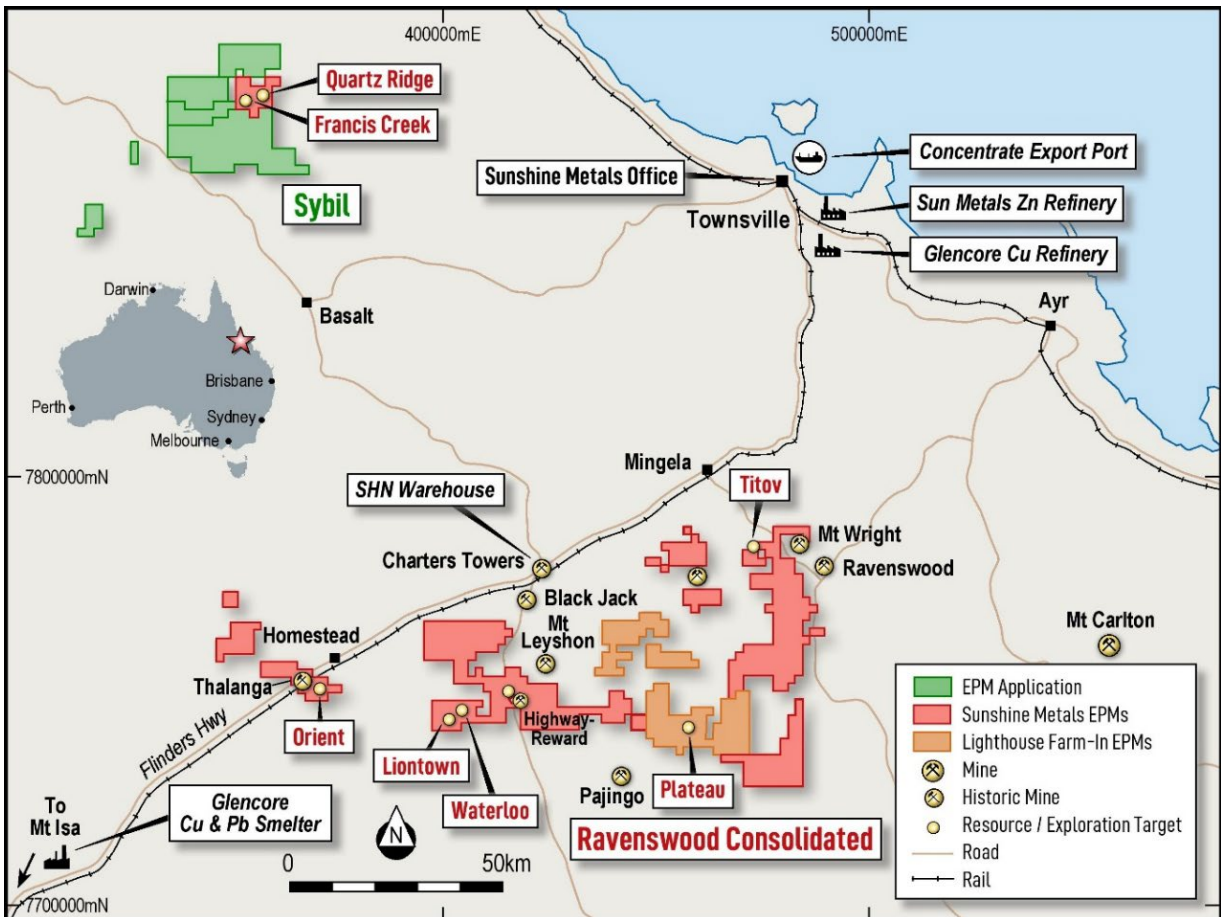 400000mE
500000mE
Quartz Ridge
Francis Creek
Sybil
Concentrate Export Port
Sunshine Metals Office
Sun Metals Zn Refinery
Townsville
Glencore Cu Refinery
Darwin
Basalt
Ayr
Brisbane
Perth
Sydney
Melbourne
7800000mN
Mingela
SHN Warehouse
Titov
Mt Wright
Charters Towers
Ravenswood
Black Jack
Mt
Leyshon
Mt Carlton
Homestead
Thalanga
Highway-
Reward
Flinders Hwy
Orient
Liontown
Waterloo
Pajingo
Plateau
Ravenswood Consolidated
To
Mt Isa
Glencore
Cu & Pb Smelter
N
0
50km
7700000mN
EPM Application
Sunshine Metals EPMs
Lighthouse Farm-In EPMs
Mine
Historic Mine
Resource / Exploration Target
Road
Rail